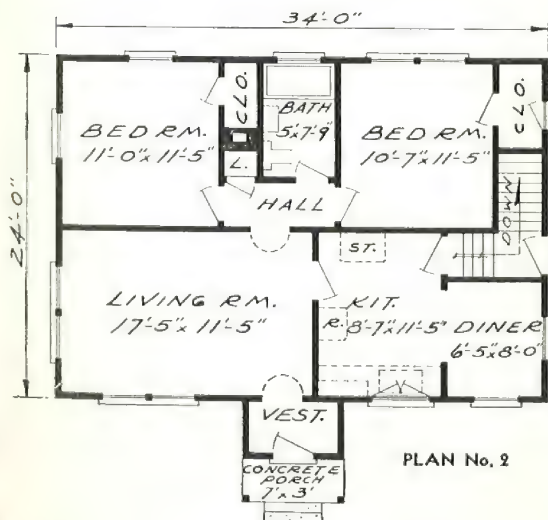 34'-0"
24'-0"
BED RM.
11'-0" x 11'-5"
CLO.
L.
BATH
5'x7'-9"
BED RM.
10'-7" x 11'-5"
CLO.
DOWN
HALL
LIVING RM.
17'-5" x 11'-5"
ST.
R.
KIT.
8'-7" x 11'-5"
DINER
6'-5" x 8'-0"
VEST.
CONCRETE
PORCH
7' x 3'
PLAN No. 2